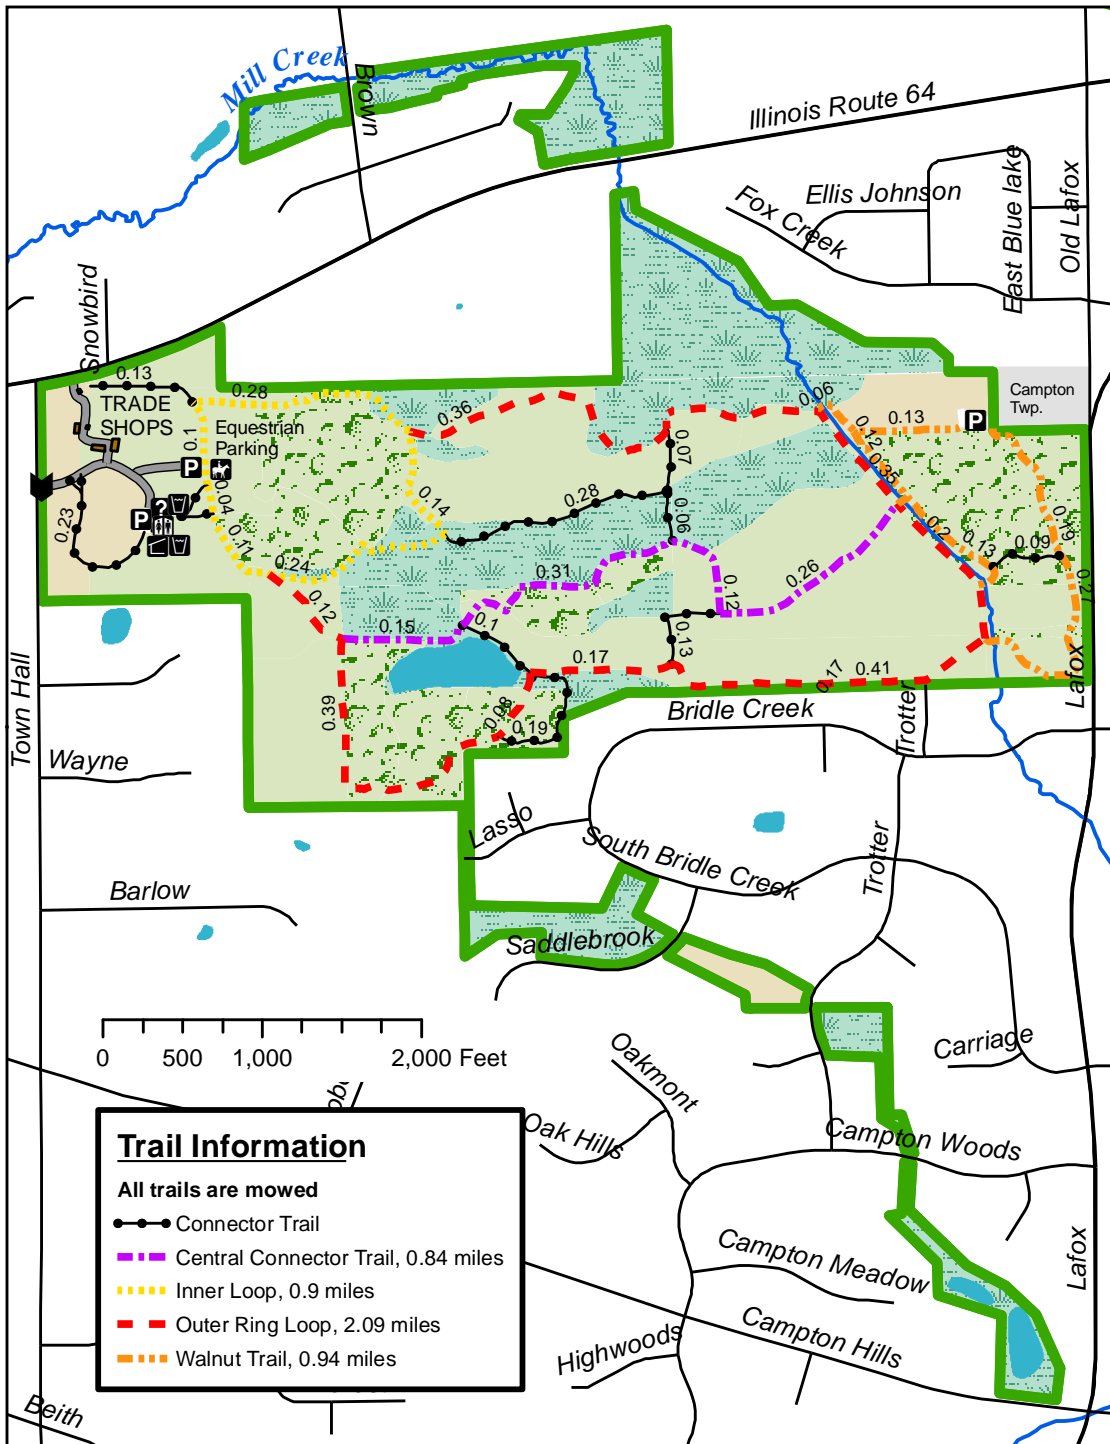 Mill Creek
Brown
Illinois Route 64
Ellis Johnson
Fox Creek
East Blue lake
Old Lafox
Snowbird
0.13
TRADE
SHOPS
0.28
0.1
Equestrian
Parking
P
0.04
0.36
0.06
0.13
P
Campton
Twp.
0.12
0.35
0.07
0.28
0.14
0.06
0.23
P
?
0.11
0.24
0.12
0.31
0.2
0.13
0.09
0.19
0.26
0.12
0.27
0.15
0.1
0.13
0.17
0.17
0.41
0.39
0.08
0.19
Lafox
Town Hall
Bridle Creek
Trotter
Wayne
Lasso
South Bridle Creek
Trotter
Barlow
Saddlebrook
0 500 1,000 2,000 Feet
Oakmont
Carriage
Oak Hills
Campton Woods
Campton Meadow
Lafox
Campton Hills
Highwoods
Beith
Trail Information
All trails are mowed
Connector Trail
Central Connector Trail, 0.84 miles
Inner Loop, 0.9 miles
Outer Ring Loop, 2.09 miles
Walnut Trail, 0.94 miles